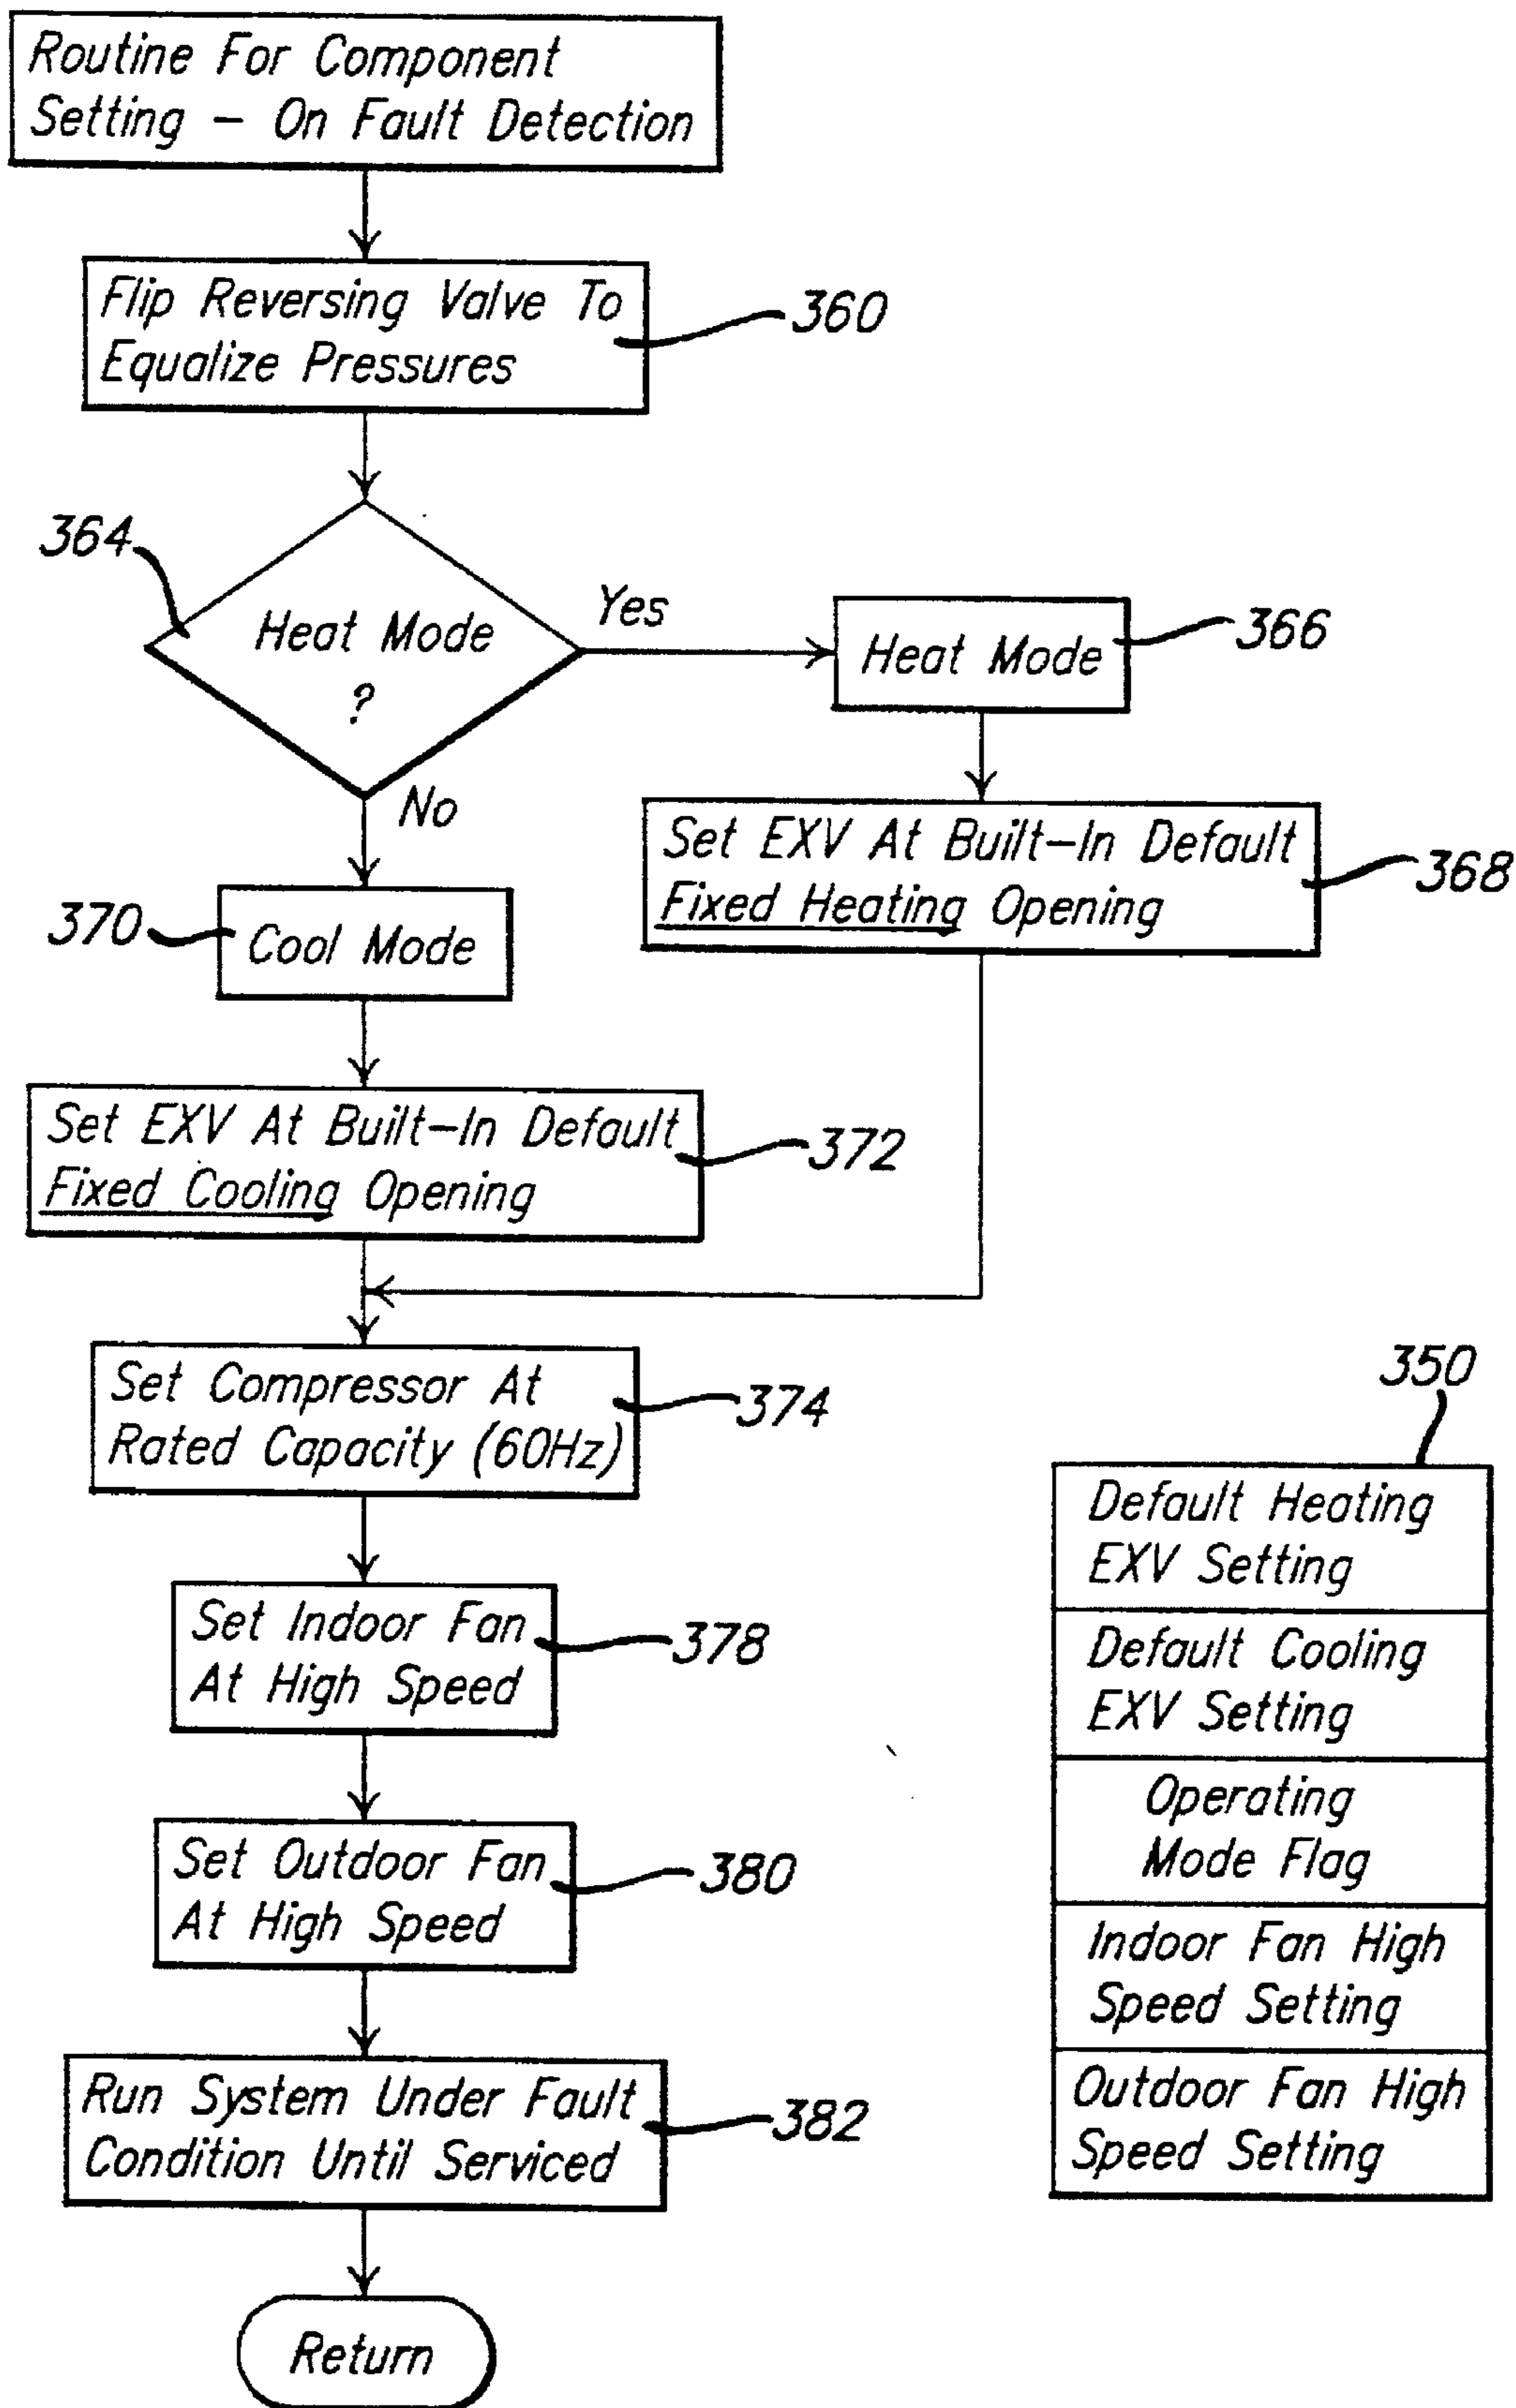 Routine For Component
Setting – On Fault Detection
Flip Reversing Valve To
Equalize Pressures
360
364
Heat Mode
?
Yes
Heat Mode
366
No
Set EXV At Built-In Default
Fixed Heating Opening
368
370
Cool Mode
Set EXV At Built-In Default
Fixed Cooling Opening
372
Set Compressor At
Rated Capacity (60Hz)
374
Set Indoor Fan
At High Speed
378
Set Outdoor Fan
At High Speed
380
Run System Under Fault
Condition Until Serviced
382
Return
350
Default Heating
EXV Setting
Default Cooling
EXV Setting
Operating
Mode Flag
Indoor Fan High
Speed Setting
Outdoor Fan High
Speed Setting